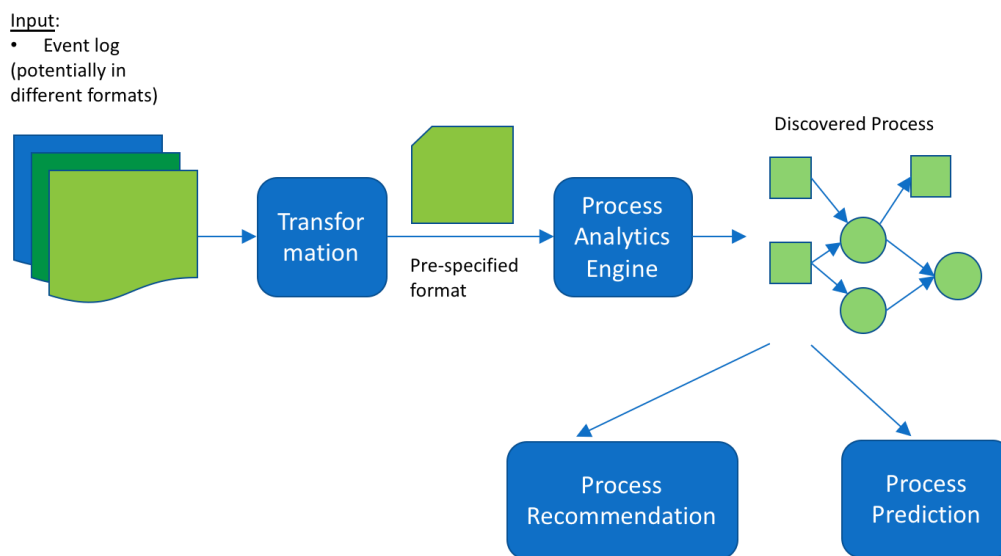 Input:
• Event log
(potentially in
different formats)
Discovered Process
Transfor
mation
Pre-specified
format
Process
Analytics
Engine
Process
Recommendation
Process
Prediction